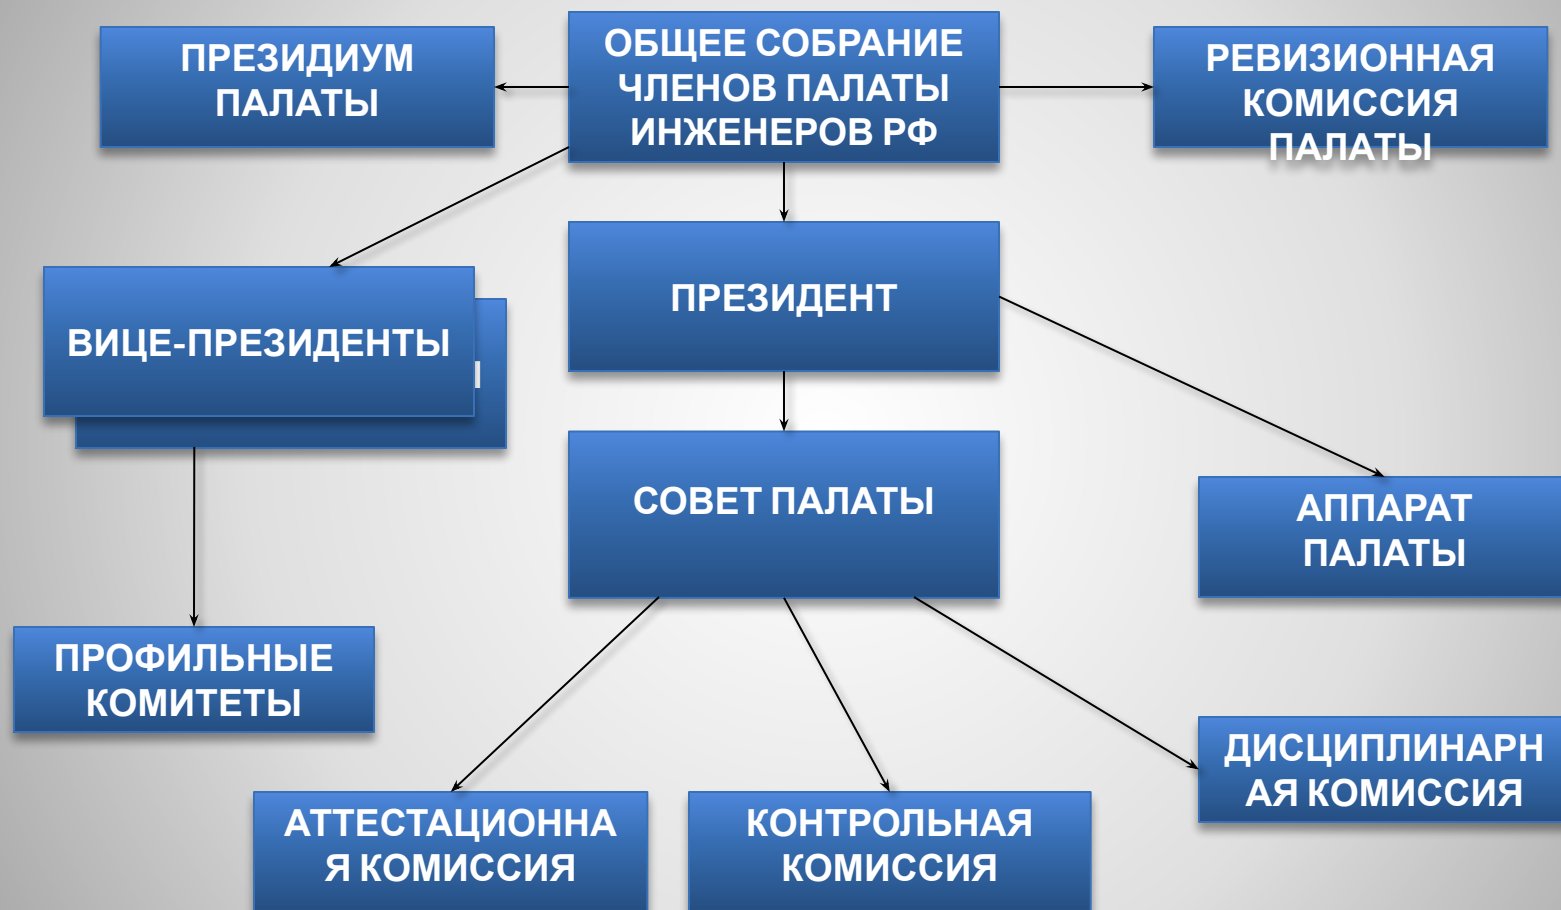 ПРЕЗИДИУМ
ПАЛАТЫ
ОБЩЕЕ СОБРАНИЕ
ЧЛЕНОВ ПАЛАТЫ
ИНЖЕНЕРОВ РФ
РЕВИЗИОННАЯ
КОМИССИЯ
ПАЛАТЫ
ВИЦЕ-ПРЕЗИДЕНТЫ
ПРЕЗИДЕНТ
СОВЕТ ПАЛАТЫ
АППАРАТ
ПАЛАТЫ
ПРОФИЛЬНЫЕ
КОМИТЕТЫ
ДИСЦИПЛИНАРН
АЯ КОМИССИЯ
АТТЕСТАЦИОННА
Я КОМИССИЯ
КОНТРОЛЬНАЯ
КОМИССИЯ